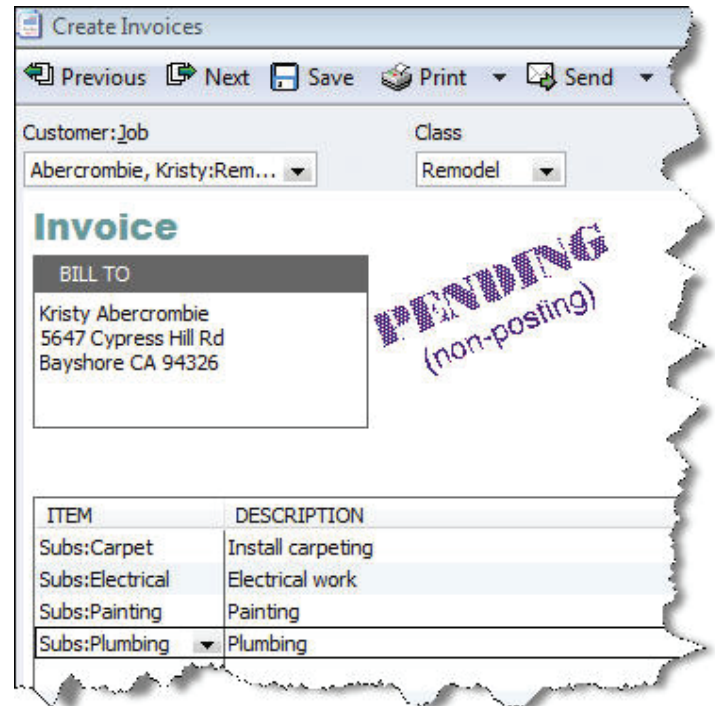 Create Invoices
Previous Next Save Print Send
Customer:Job Class
Abercrombie, Kristy:Rem... Remodel
Invoice
PENDING
(non-posting)
BILL TO
Kristy Abercrombie
5647 Cypress Hill Rd
Bayshore CA 94326
ITEM DESCRIPTION
Subs:Carpet Install carpeting
Subs:Electrical Electrical work
Subs:Painting Painting
Subs:Plumbing Plumbing